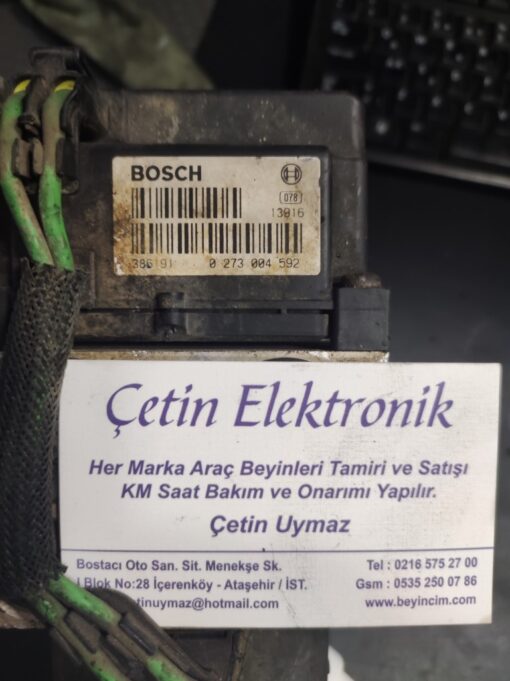 BOSCH
078
13916
386191 0 273 004 592
Çetin Elektronik
Her Marka Araç Beyinleri Tamiri ve Satışı
KM Saat Bakım ve Onarımı Yapılır.
Çetin Uymaz
Bostacı Oto San. Sit. Menekşe Sk.
Tel : 0216 575 27 00
Blok No:28 İçerenköy - Ataşehir / İST.
Gsm : 0535 250 07 86
tinuymaz@hotmail.com
www.beyincim.com